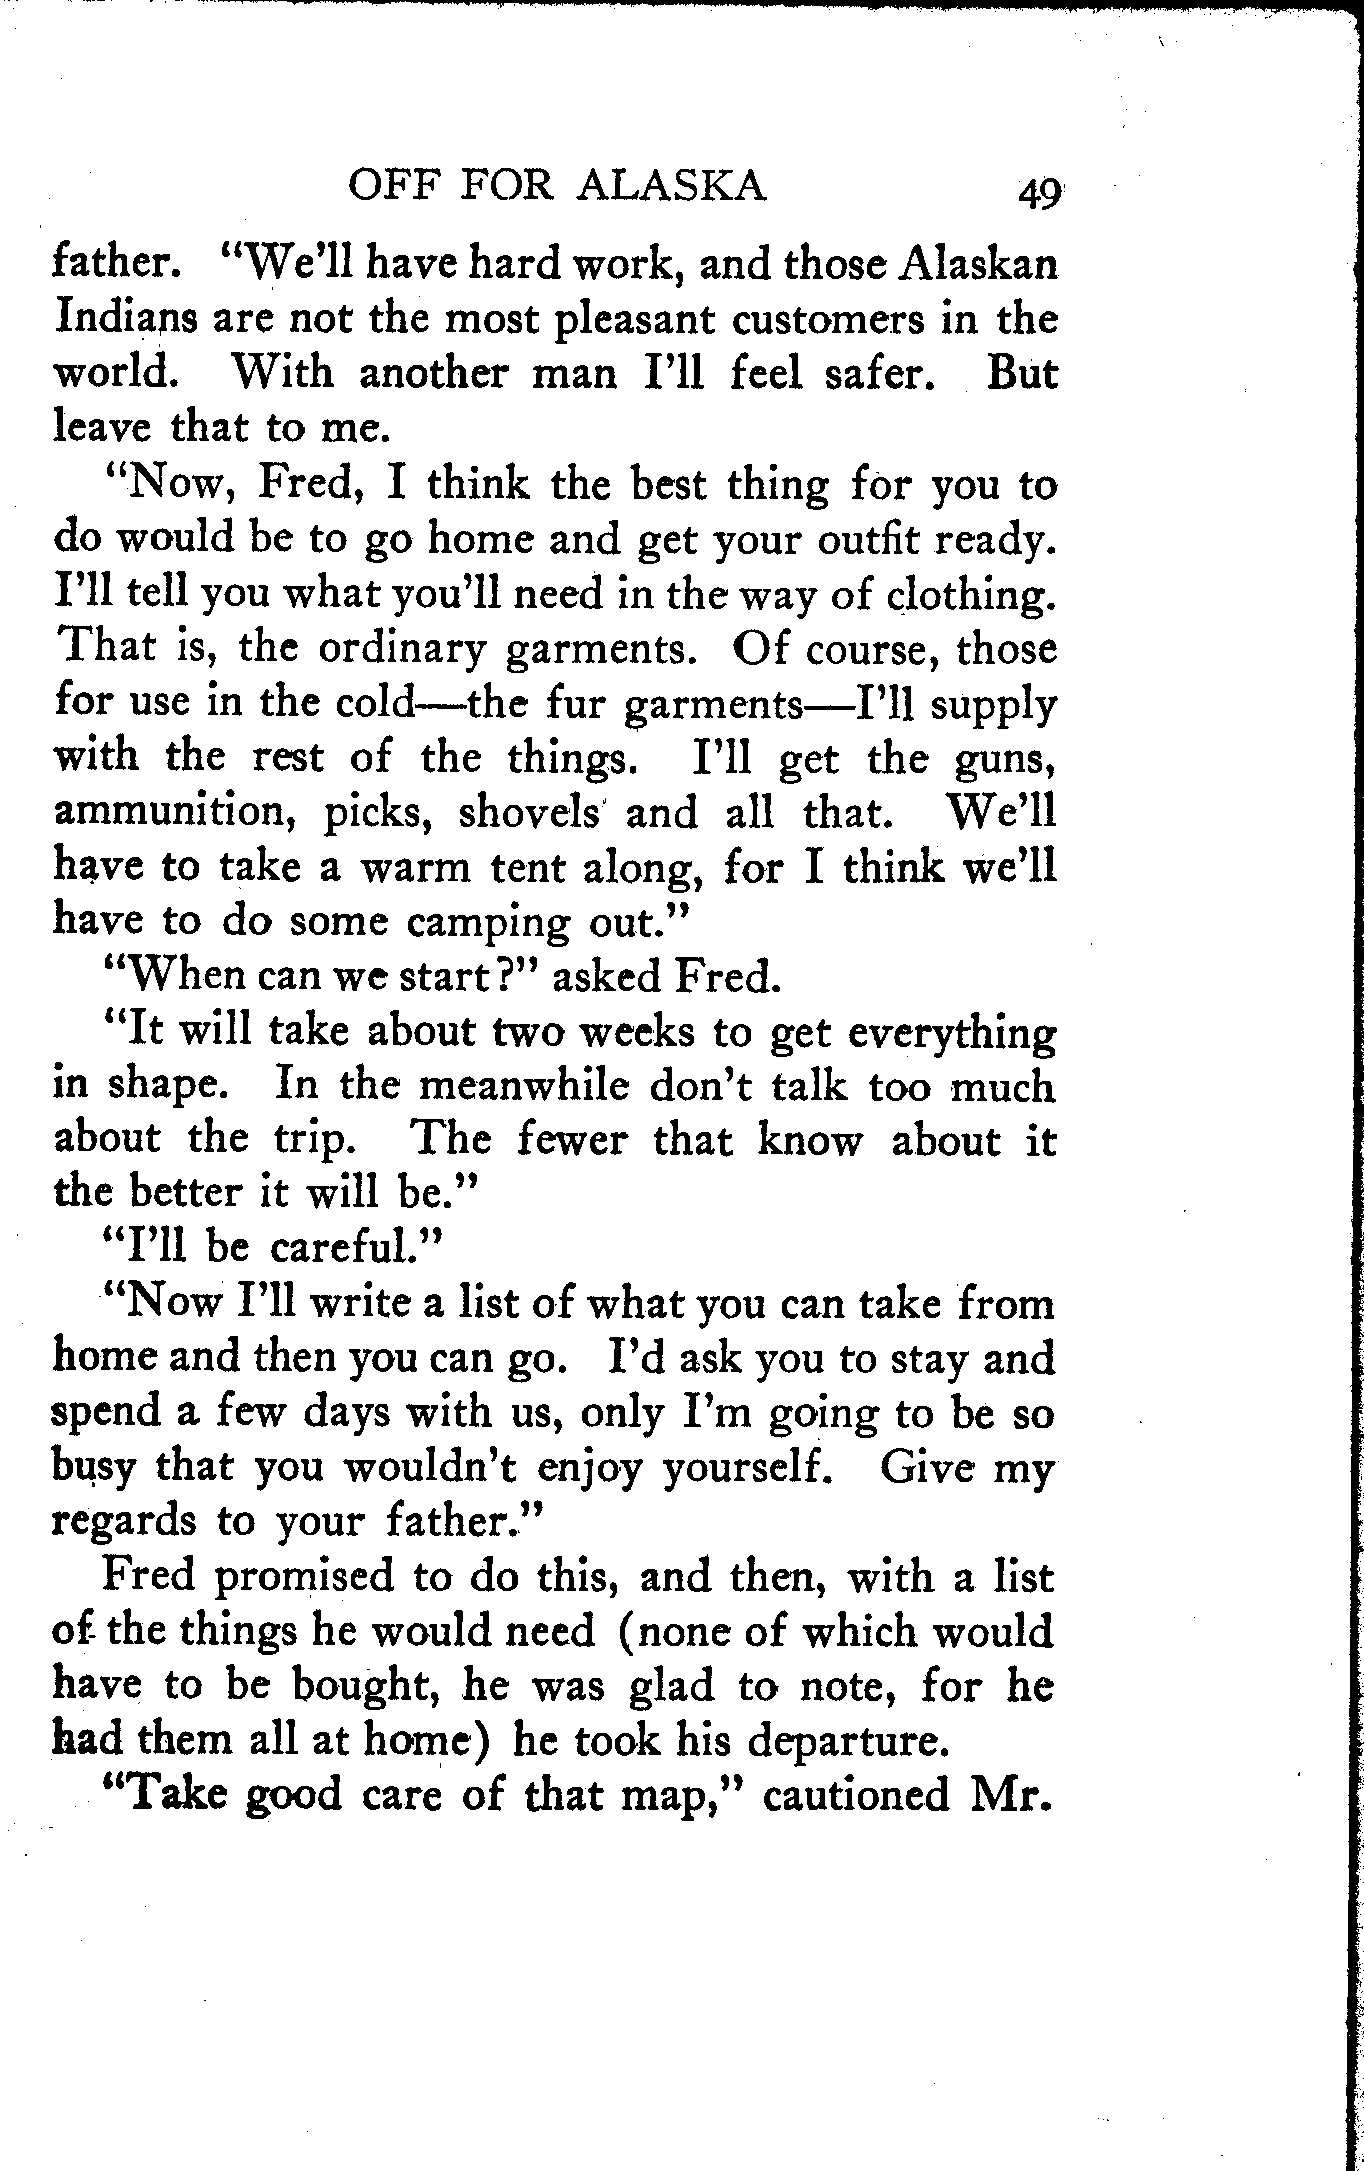 OFF FOR ALASKA 49
father. "We'll have hard work, and those Alaskan
Indians are not the most pleasant customers in the
world. With another man I'll feel safer. But
leave that to me.
"Now, Fred, I think the best thing for you to
do would be to go home and get your outfit ready.
I'll tell you what you'll need in the way of clothing.
That is, the ordinary garments. Of course, those
for use in the cold—the fur garments—I'll supply
with the rest of the things. I'll get the guns,
ammunition, picks, shovels and all that. We'll
have to take a warm tent along, for I think we'll
have to do some camping out."
"When can we start?" asked Fred.
"It will take about two weeks to get everything
in shape. In the meanwhile don't talk too much
about the trip. The fewer that know about it
the better it will be."
"I'll be careful."
"Now I'll write a list of what you can take from
home and then you can go. I'd ask you to stay and
spend a few days with us, only I'm going to be so
busy that you wouldn't enjoy yourself. Give my
regards to your father."
Fred promised to do this, and then, with a list
of the things he would need (none of which would
have to be bought, he was glad to note, for he
had them all at home) he took his departure.
"Take good care of that map," cautioned Mr.